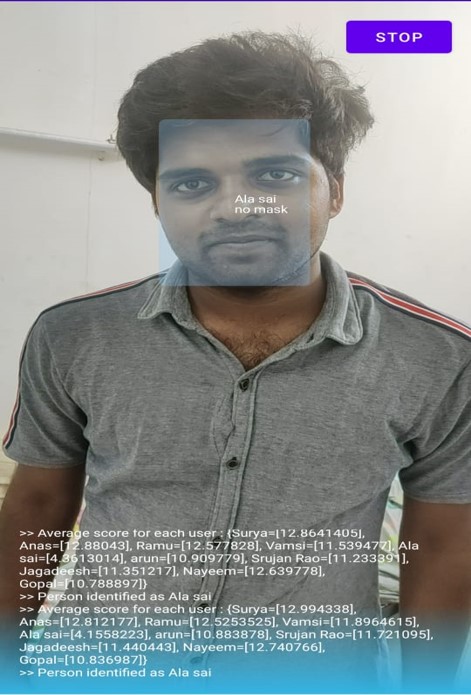 STOP
Ala sai
no mask
>> Average score for each user : {Surya=[12.8641405],
Anas=[12.88043], Ramu=[12.577828], Vamsi=[11.539477], Ala
sai=[4.3613014], arun=[10.909779], Srujan Rao=[11.233391],
Jagadeesh=[11.351217], Nayeem=[12.639778],
Gopal=[10.788897]}
>> Person identified as Ala sai
>> Average score for each user : {Surya=[12.994338],
Anas=[12.812177], Ramu=[12.5253525], Vamsi=[11.8964615],
Ala sai=[4.1558223], arun=[10.883878], Srujan Rao=[11.721095],
Jagadeesh=[11.440443], Nayeem=[12.740766],
Gopal=[10.836987]}
>> Person identified as Ala sai